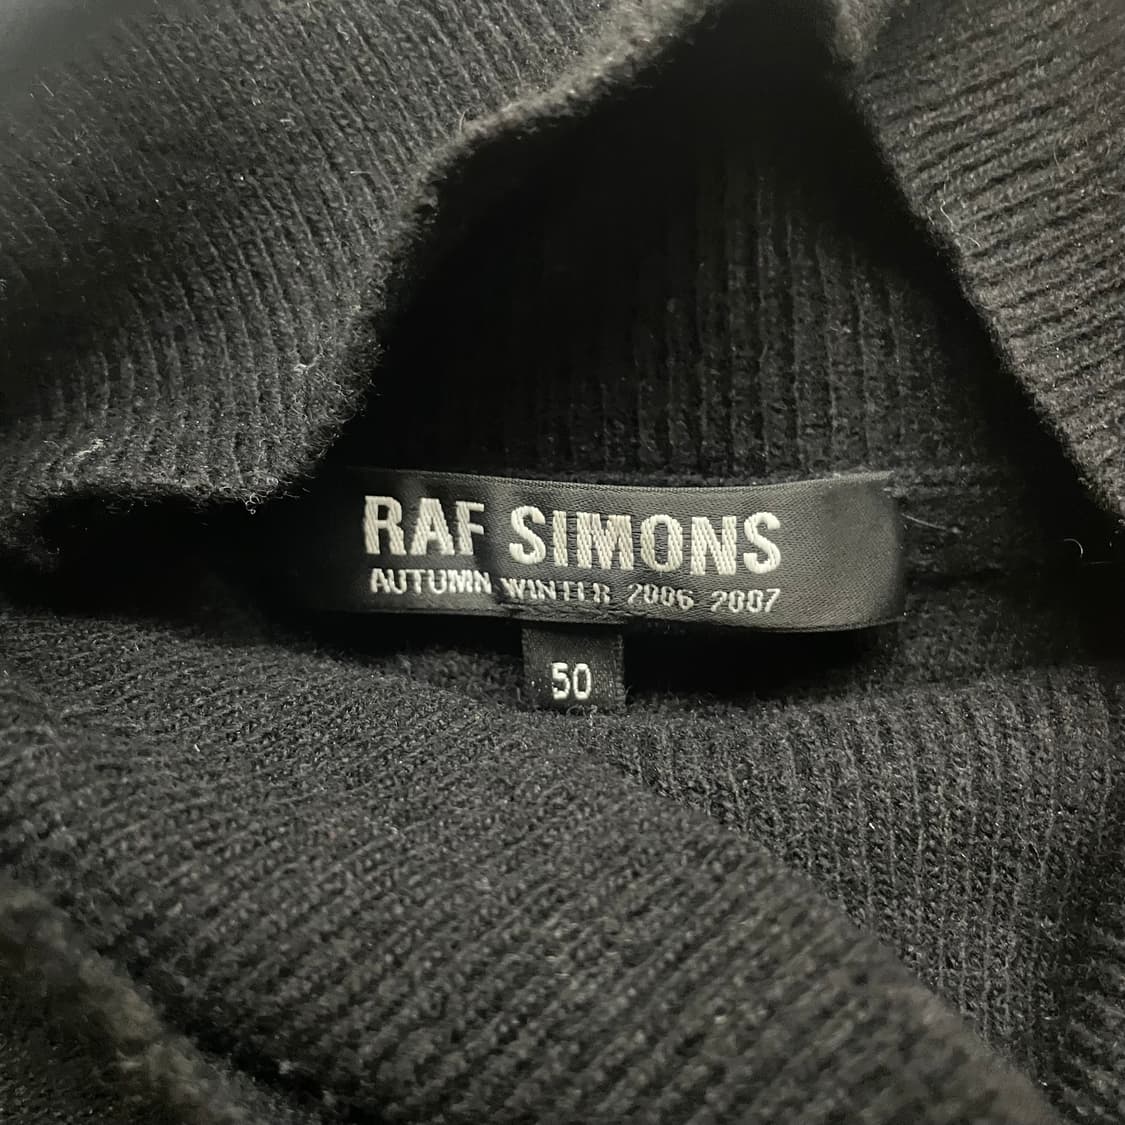 RAF SIMONS
AUTUMN WINTER 2006 2007
50